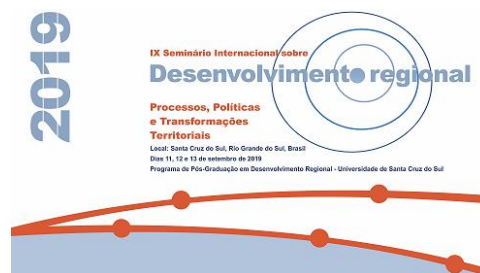 2019
IX Seminário Internacional sobre
Desenvolvimento regional
Processos, Políticas
e Transformações
Territoriais
Local: Santa Cruz do Sul, Rio Grande do Sul, Brasil
Dias 11, 12 e 13 de setembro de 2019
Programa de Pós-Graduação em Desenvolvimento Regional - Universidade de Santa Cruz do Sul